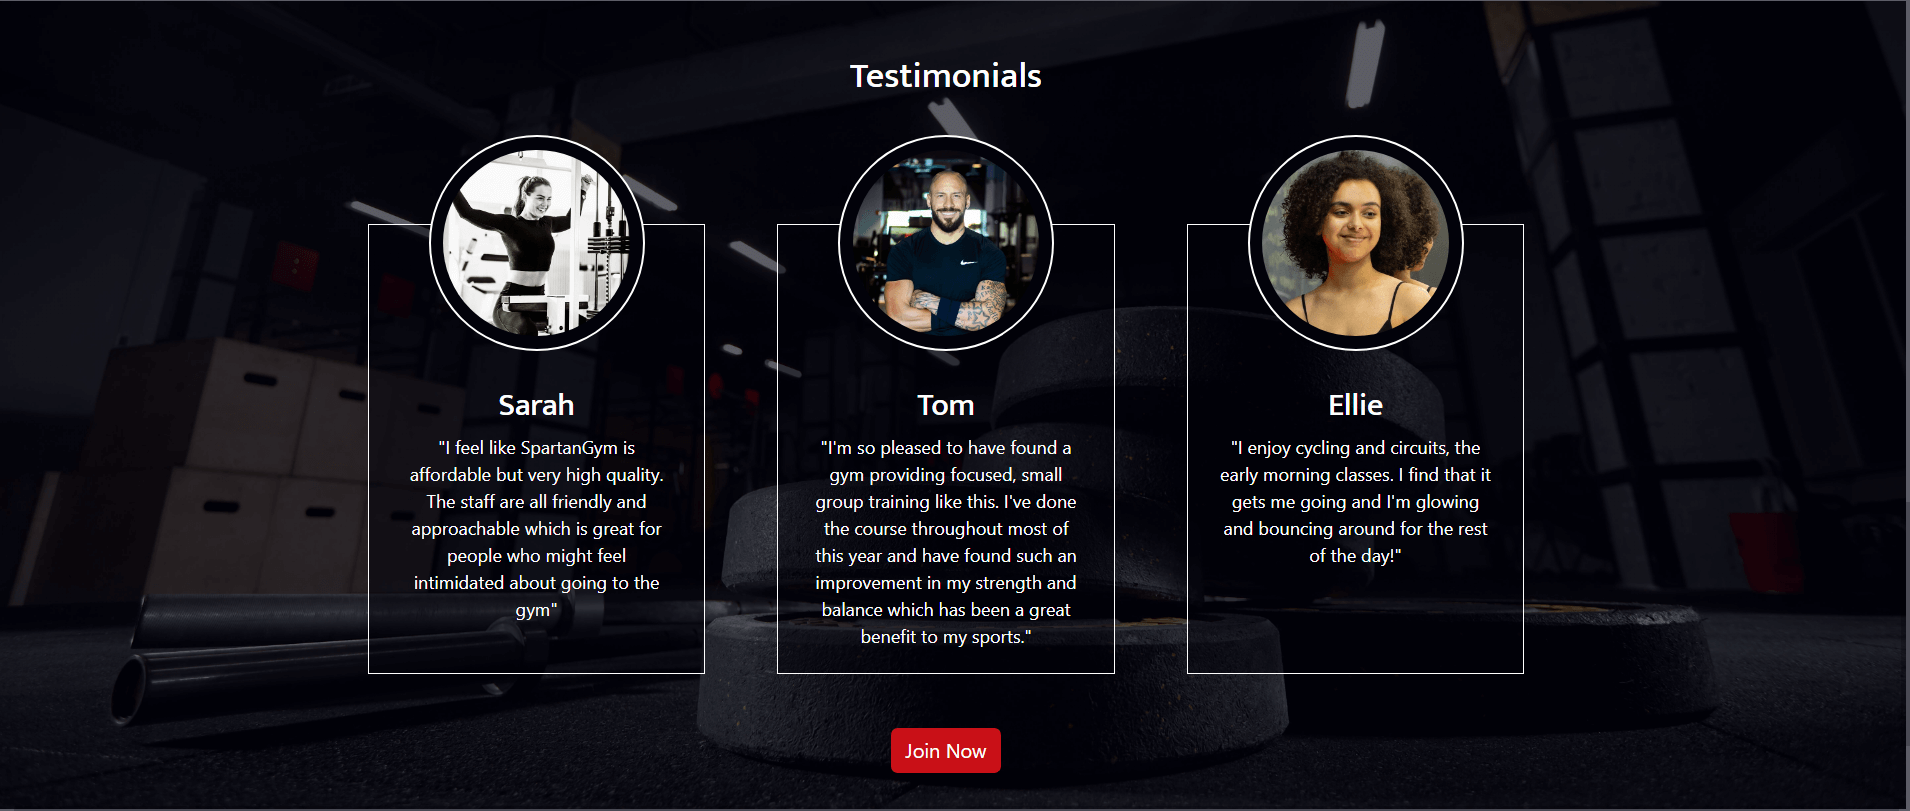 Testimonials
Sarah
"I feel like SpartanGym is
affordable but very high quality.
The staff are all friendly and
approachable which is great for
people who might feel
intimidated about going to the
gym"
Tom
"I'm so pleased to have found a
gym providing focused, small
group training like this. I've done
the course throughout most of
this year and have found such an
improvement in my strength and
balance which has been a great
benefit to my sports."
Ellie
"I enjoy cycling and circuits, the
early morning classes. I find that it
gets me going and I'm glowing
and bouncing around for the rest
of the day!"
Join Now